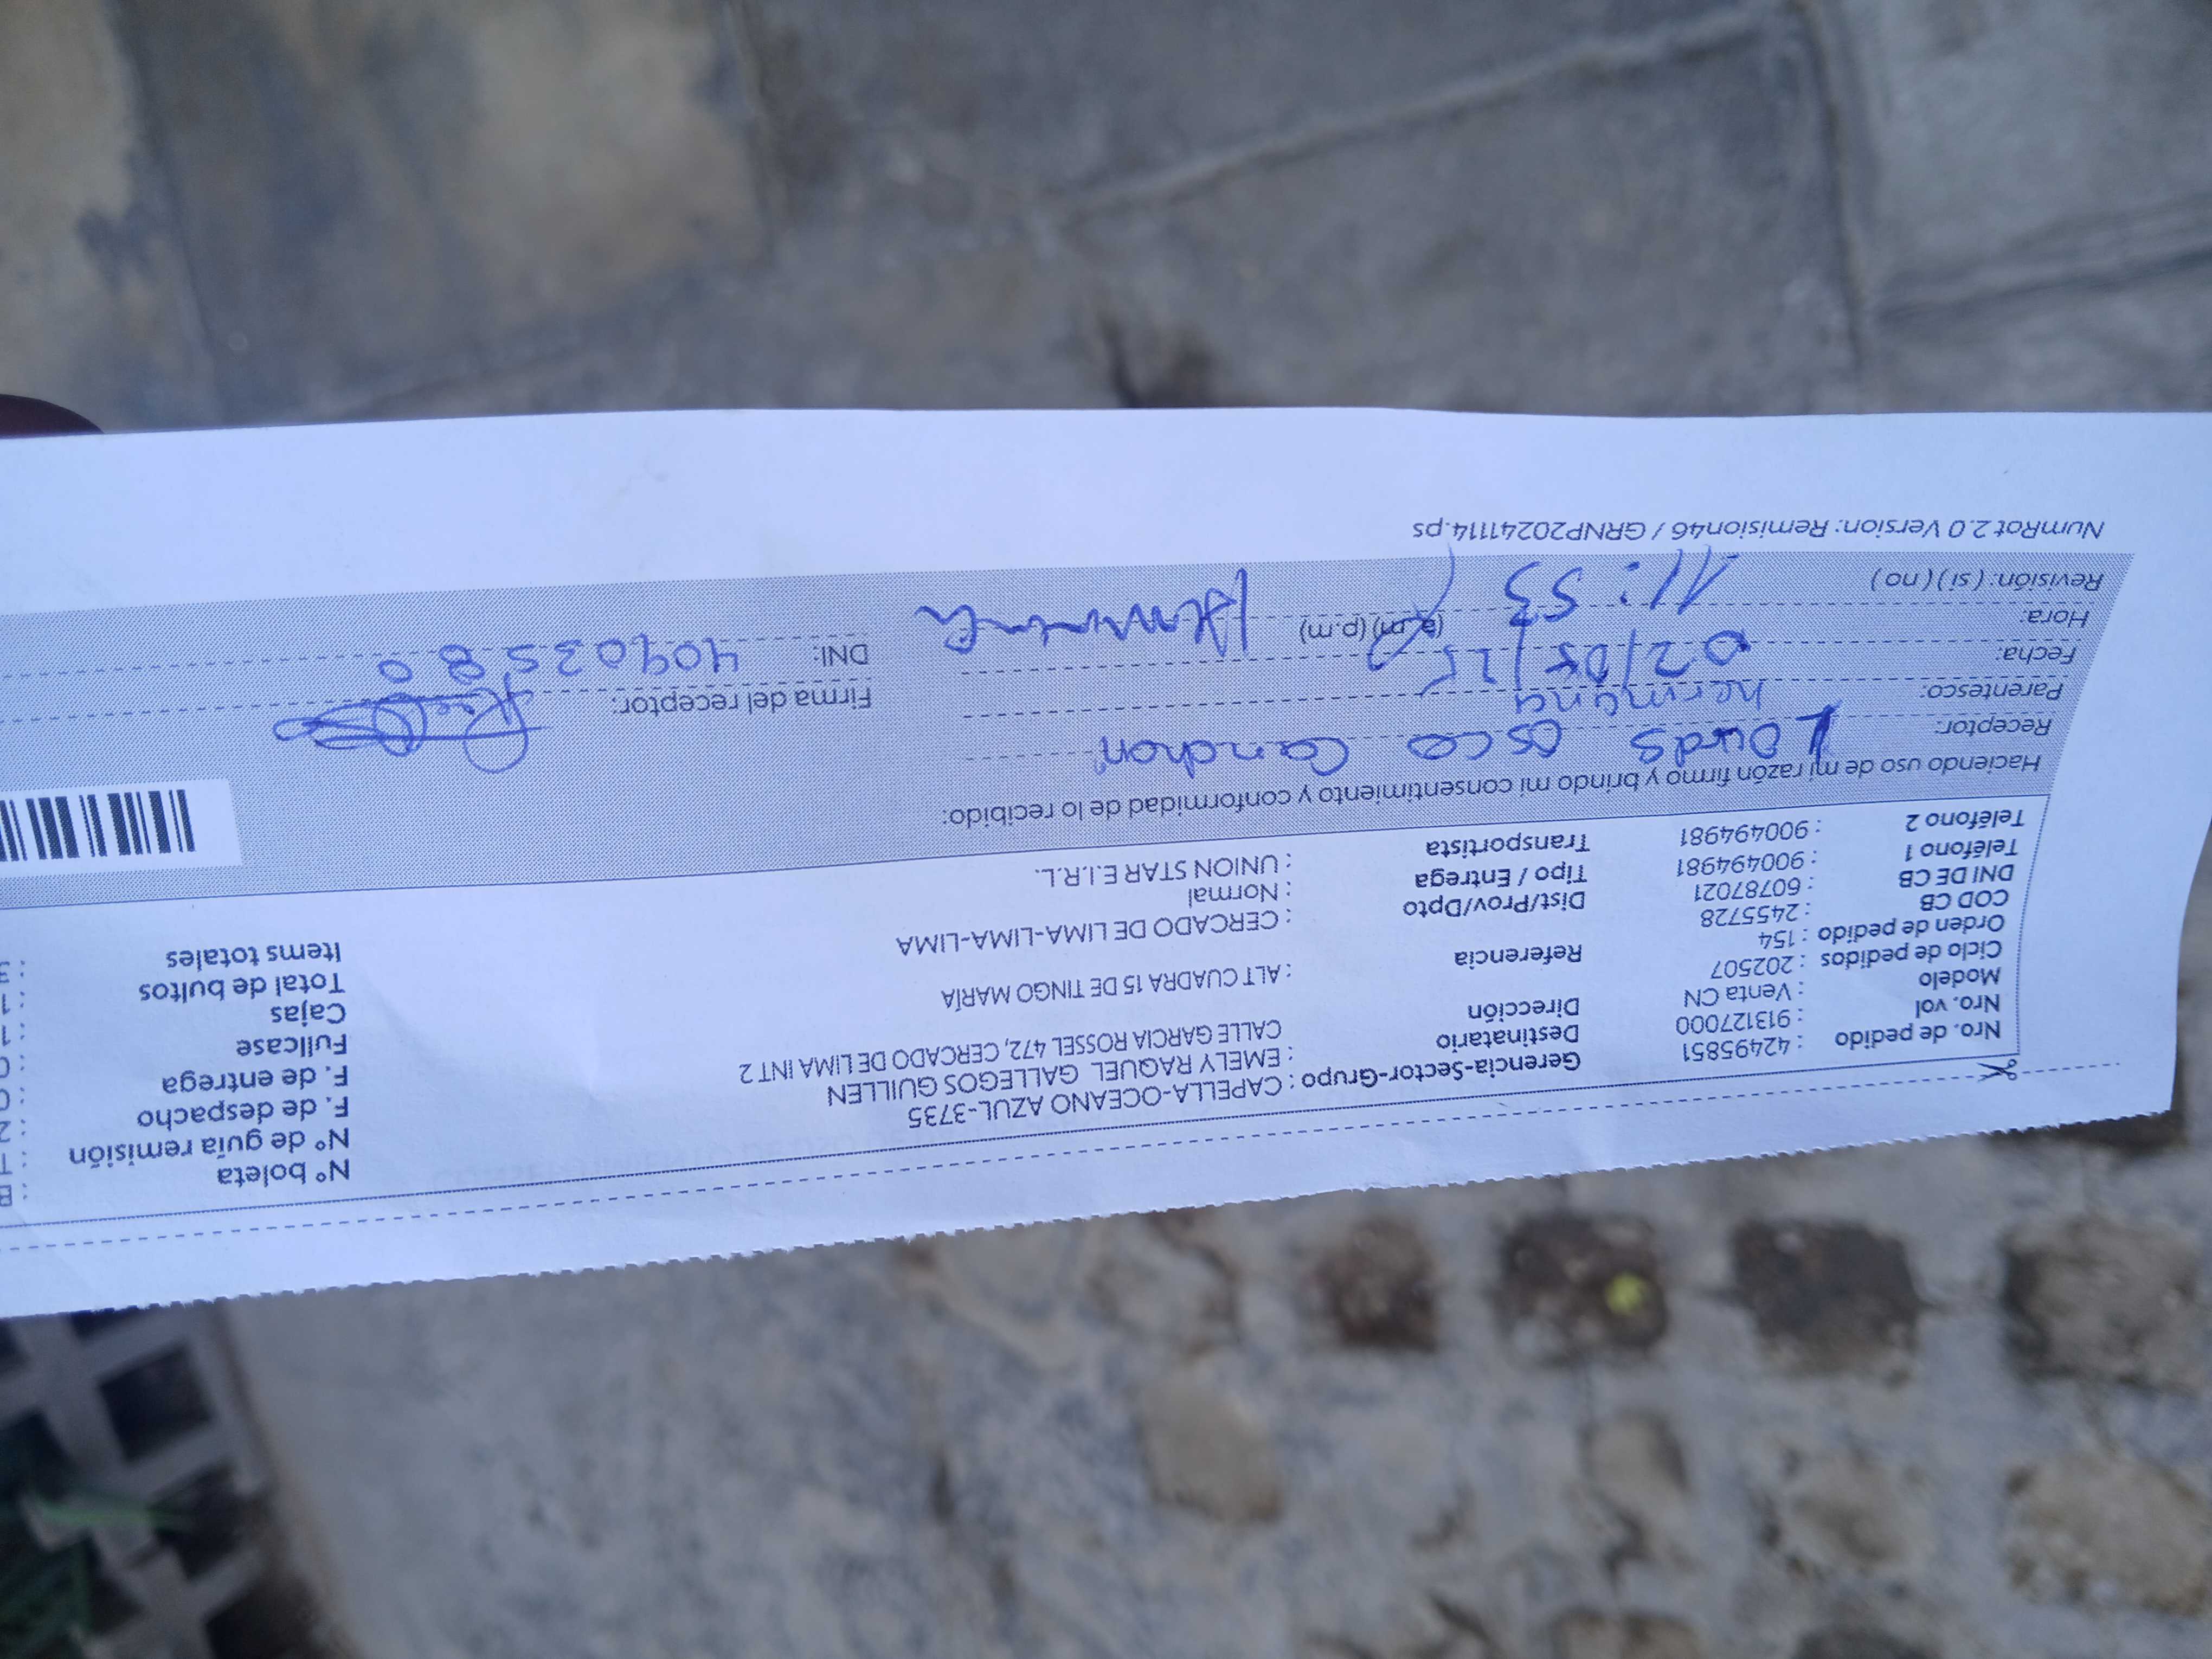 Nro. de pedido : 42495851
Nro. vol : 913127000
Modelo : Venta CN
Ciclo de pedidos : 202507
Orden de pedido : 154
COD CB : 2455728
DNI DE CB : 60787021
Teléfono 1 : 900494981
Teléfono 2 : 900494981
Gerencia-Sector-Grupo : CAPELLA-OCEANO AZUL-3735
Destinatario : EMELY RAQUEL GALLEGOS GUILLEN
Dirección CALLE GARCIA ROSSEL 472, CERCADO DE LIMA INT 2
Referencia : ALT CUADRA 15 DE TINGO MARÍA
Dist/Prov/Dpto : CERCADO DE LIMA-LIMA-LIMA
Tipo / Entrega : Normal
Transportista : UNION STAR E.I.R.L.
N° boleta :
N° de guía remisión :
F. de despacho :
F. de entrega :
Fullcase :
Cajas :
Total de bultos :
Items totales :
Haciendo uso de mi razón firmo y brindo mi consentimiento y conformidad de lo recibido:
Receptor: Lourds Osco
Parentesco: hermana
Fecha: 02/05/25
Hora: 11:53 (a.m) (p.m)
Revisión: (si) (no)
Firma del receptor:
DNI: 40903580
NumRot 2.0 Version: Remision46 / GRNP20241114.ps